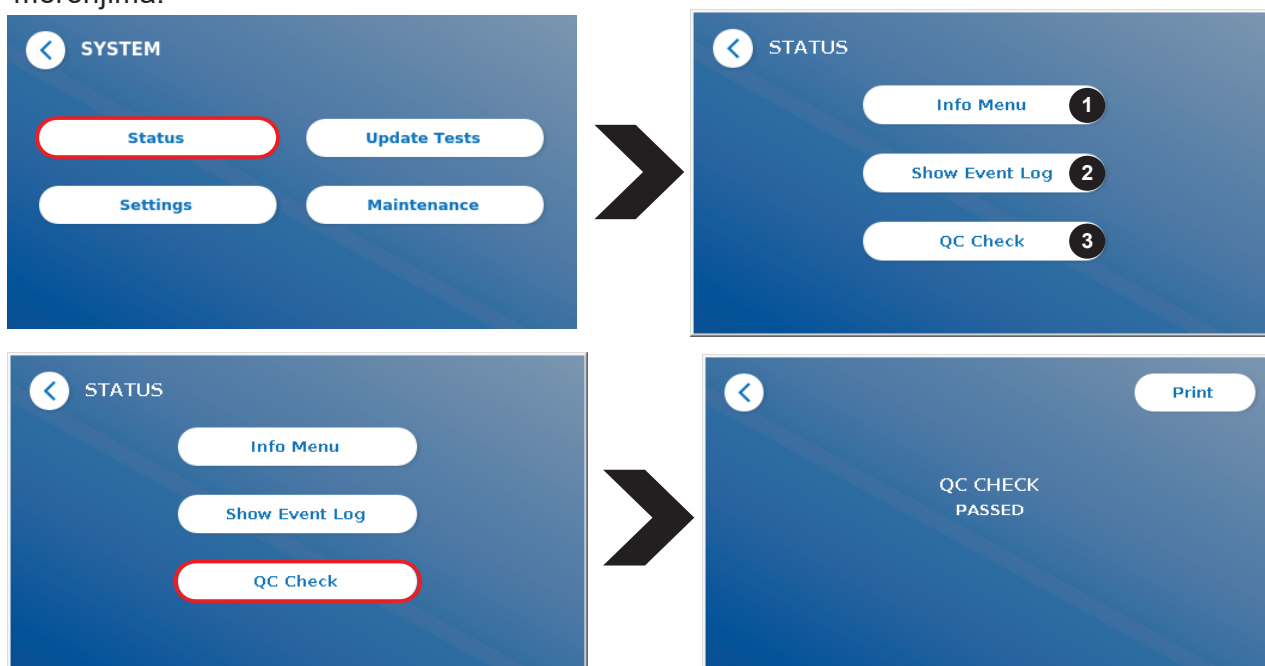 merenjima.
SYSTEM
Status
Update Tests
Settings
Maintenance
STATUS
Info Menu 1
Show Event Log 2
QC Check 3
STATUS
Info Menu
Show Event Log
QC Check
Print
QC CHECK
PASSED